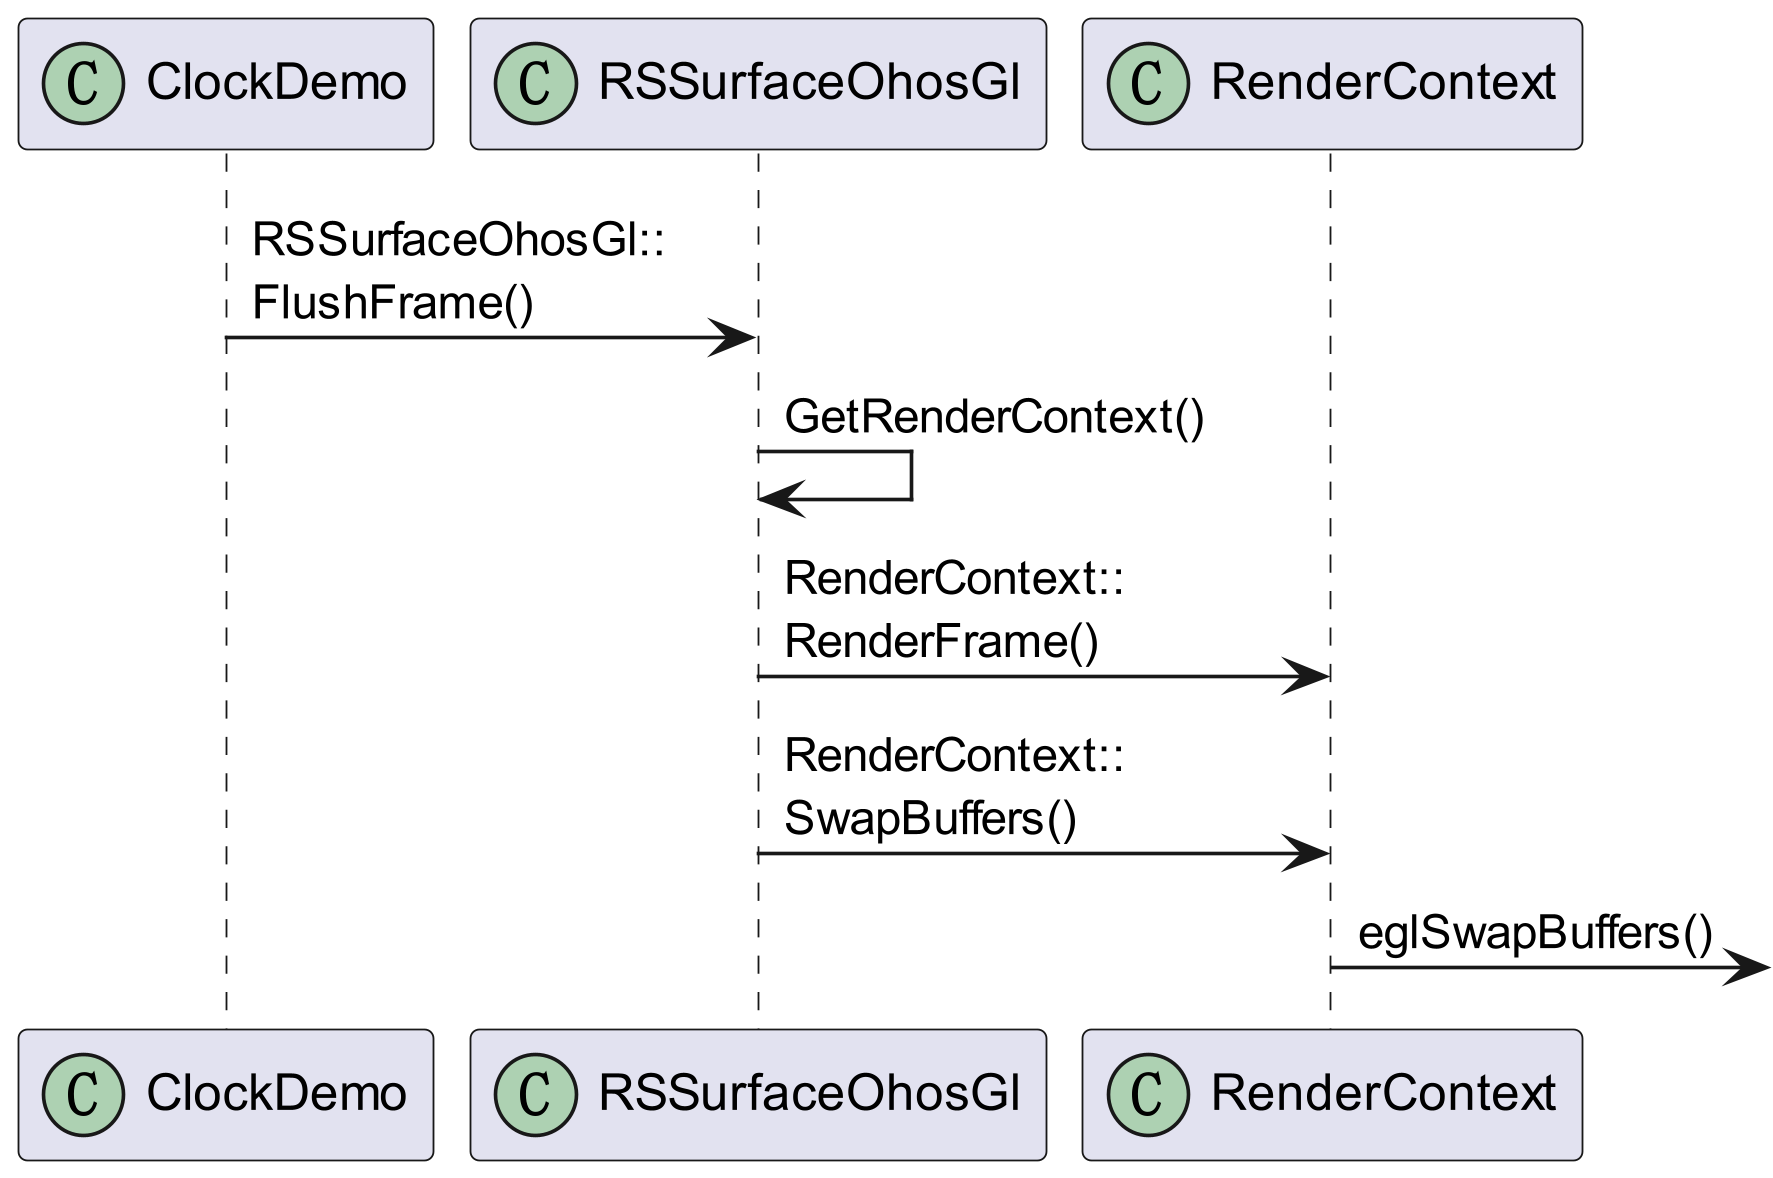 C ClockDemo
C RSSurfaceOhosGl
C RenderContext
RSSurfaceOhosGl::
FlushFrame()
GetRenderContext()
RenderContext::
RenderFrame()
RenderContext::
SwapBuffers()
eglSwapBuffers()
C ClockDemo
C RSSurfaceOhosGl
C RenderContext